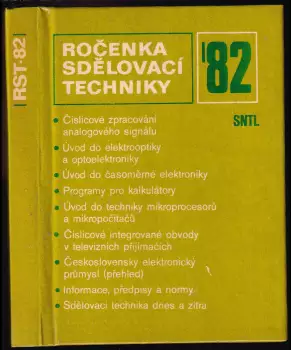 RST-82
ROČENKA
SDĚLOVACÍ
TECHNIKY
'82
SNTL
Číslicové zpracování
analogového signálu
Úvod do elektrooptiky
a optoelektroniky
Úvod do časoměrné elektroniky
Programy pro kalkulátory
Úvod do techniky mikroprocesorů
a mikropočítačů
Číslicové integrované obvody
v televizních přijímačích
Československý elektronický
průmysl (přehled)
Informace, předpisy a normy
Sdělovací technika dnes a zítra